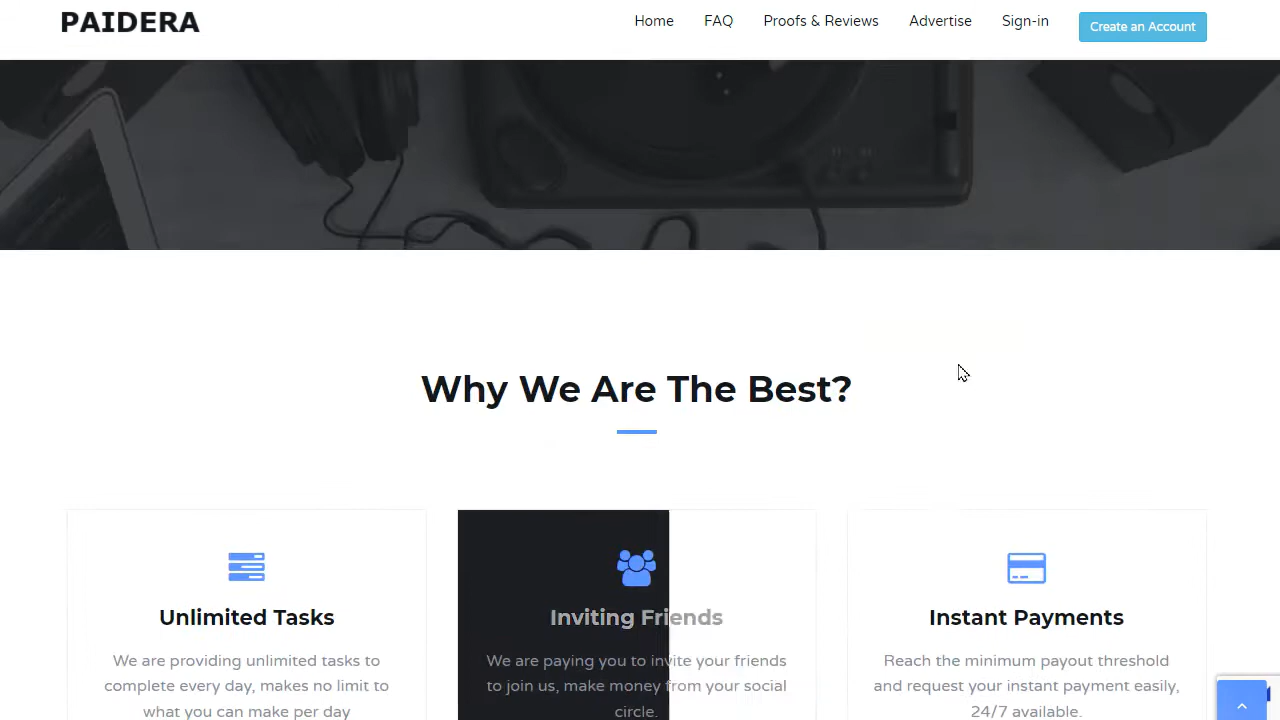 PAIDERA
Home FAQ Proofs & Reviews Advertise Sign-in Create an Account
Why We Are The Best?
Unlimited Tasks
We are providing unlimited tasks to
complete every day, makes no limit to
what you can make per day
Inviting Friends
We are paying you to invite your friends
to join us, make money from your social
circle.
Instant Payments
Reach the minimum payout threshold
and request your instant payment easily,
24/7 available.